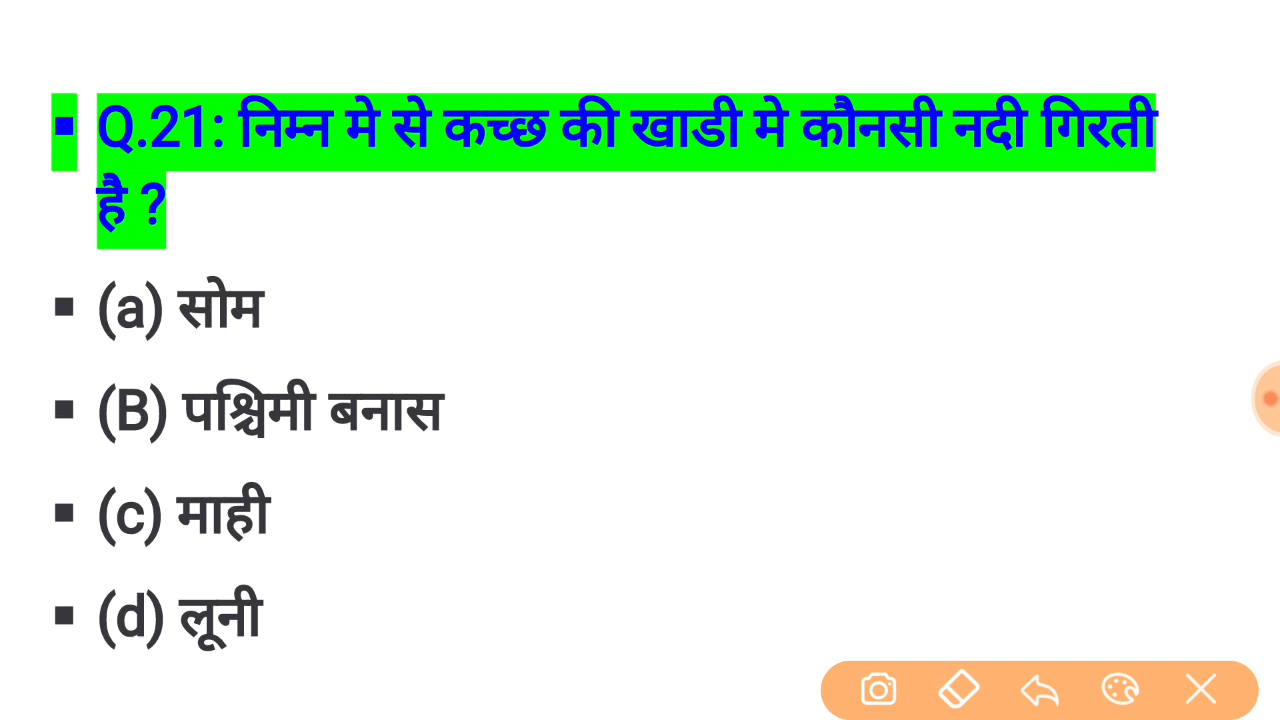 ▪ Q.21: निम्न मे से कच्छ की खाडी मे कौनसी नदी गिरती
है ?
▪ (a) सोम
▪ (B) पश्चिमी बनास
▪ (c) माही
▪ (d) लूनी